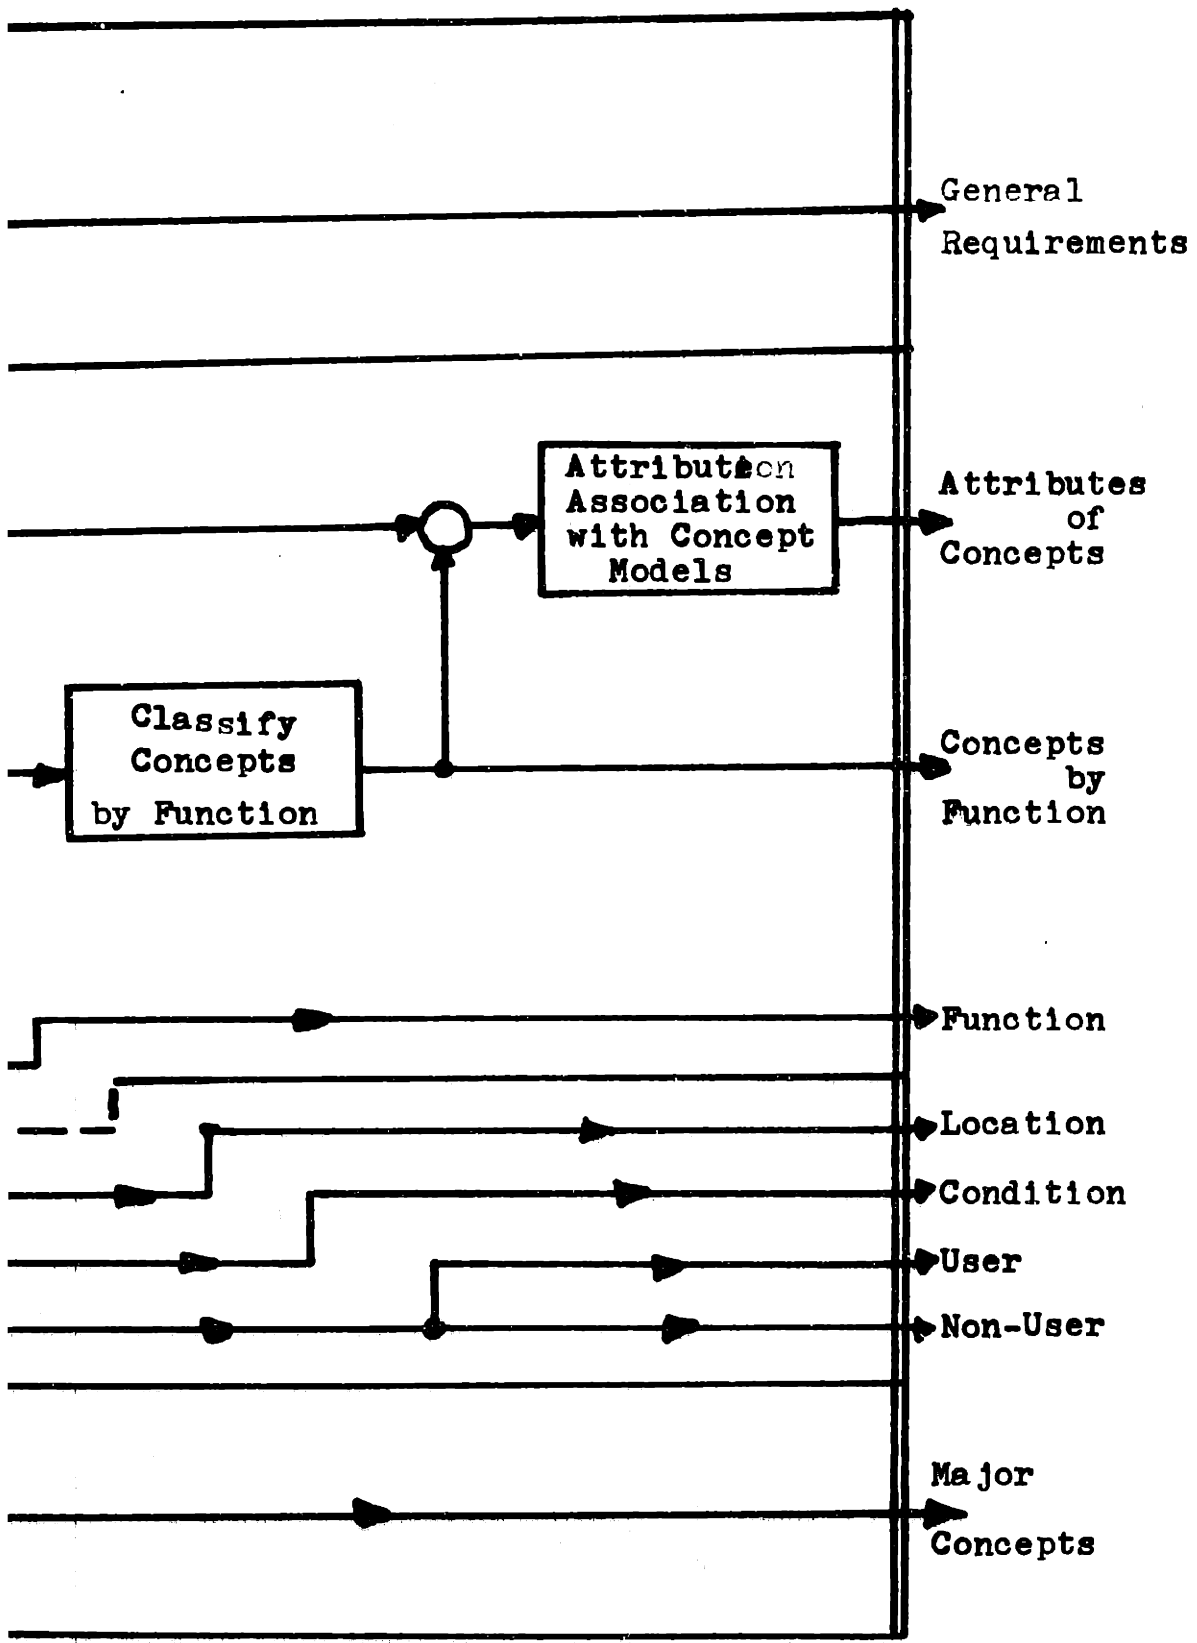 General
Requirements
Attribution
Association
with Concept
Models
Attributes
of
Concepts
Classify
Concepts
by Function
Concepts
by
Function
Function
Location
Condition
User
Non-User
Major
Concepts